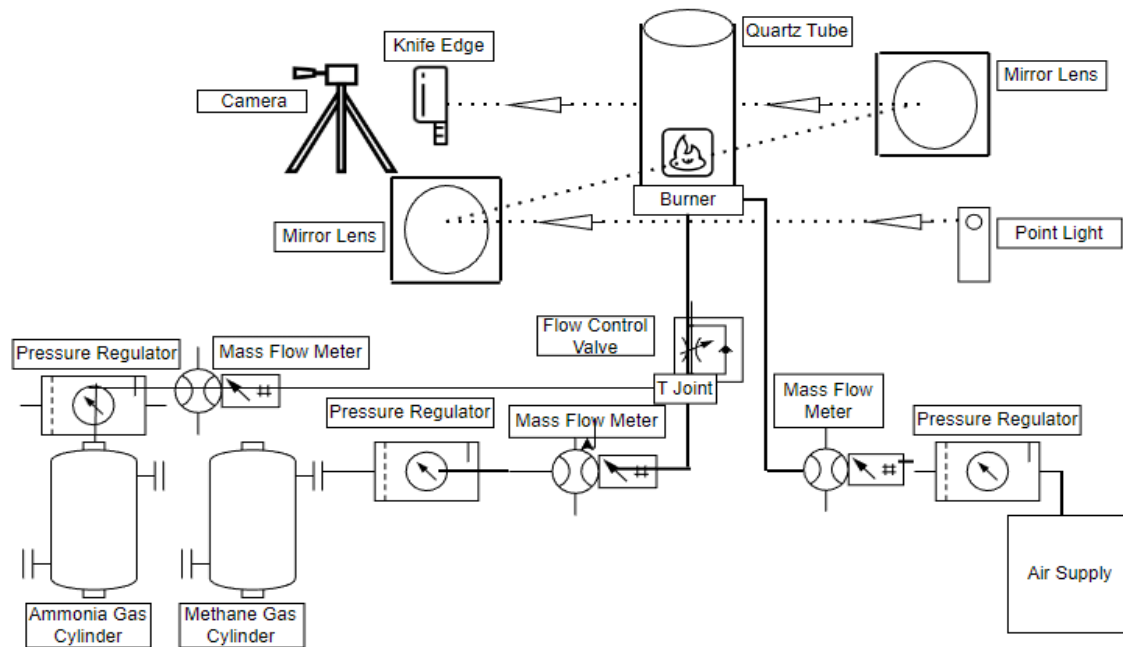 Quartz Tube
Knife Edge
Mirror Lens
Camera
Burner
Mirror Lens
Point Light
Flow Control
Valve
Pressure Regulator
Mass Flow Meter
T Joint
Mass Flow
Meter
Pressure Regulator
Mass Flow Meter
Pressure Regulator
#
#
#
Air Supply
Ammonia Gas
Cylinder
Methane Gas
Cylinder